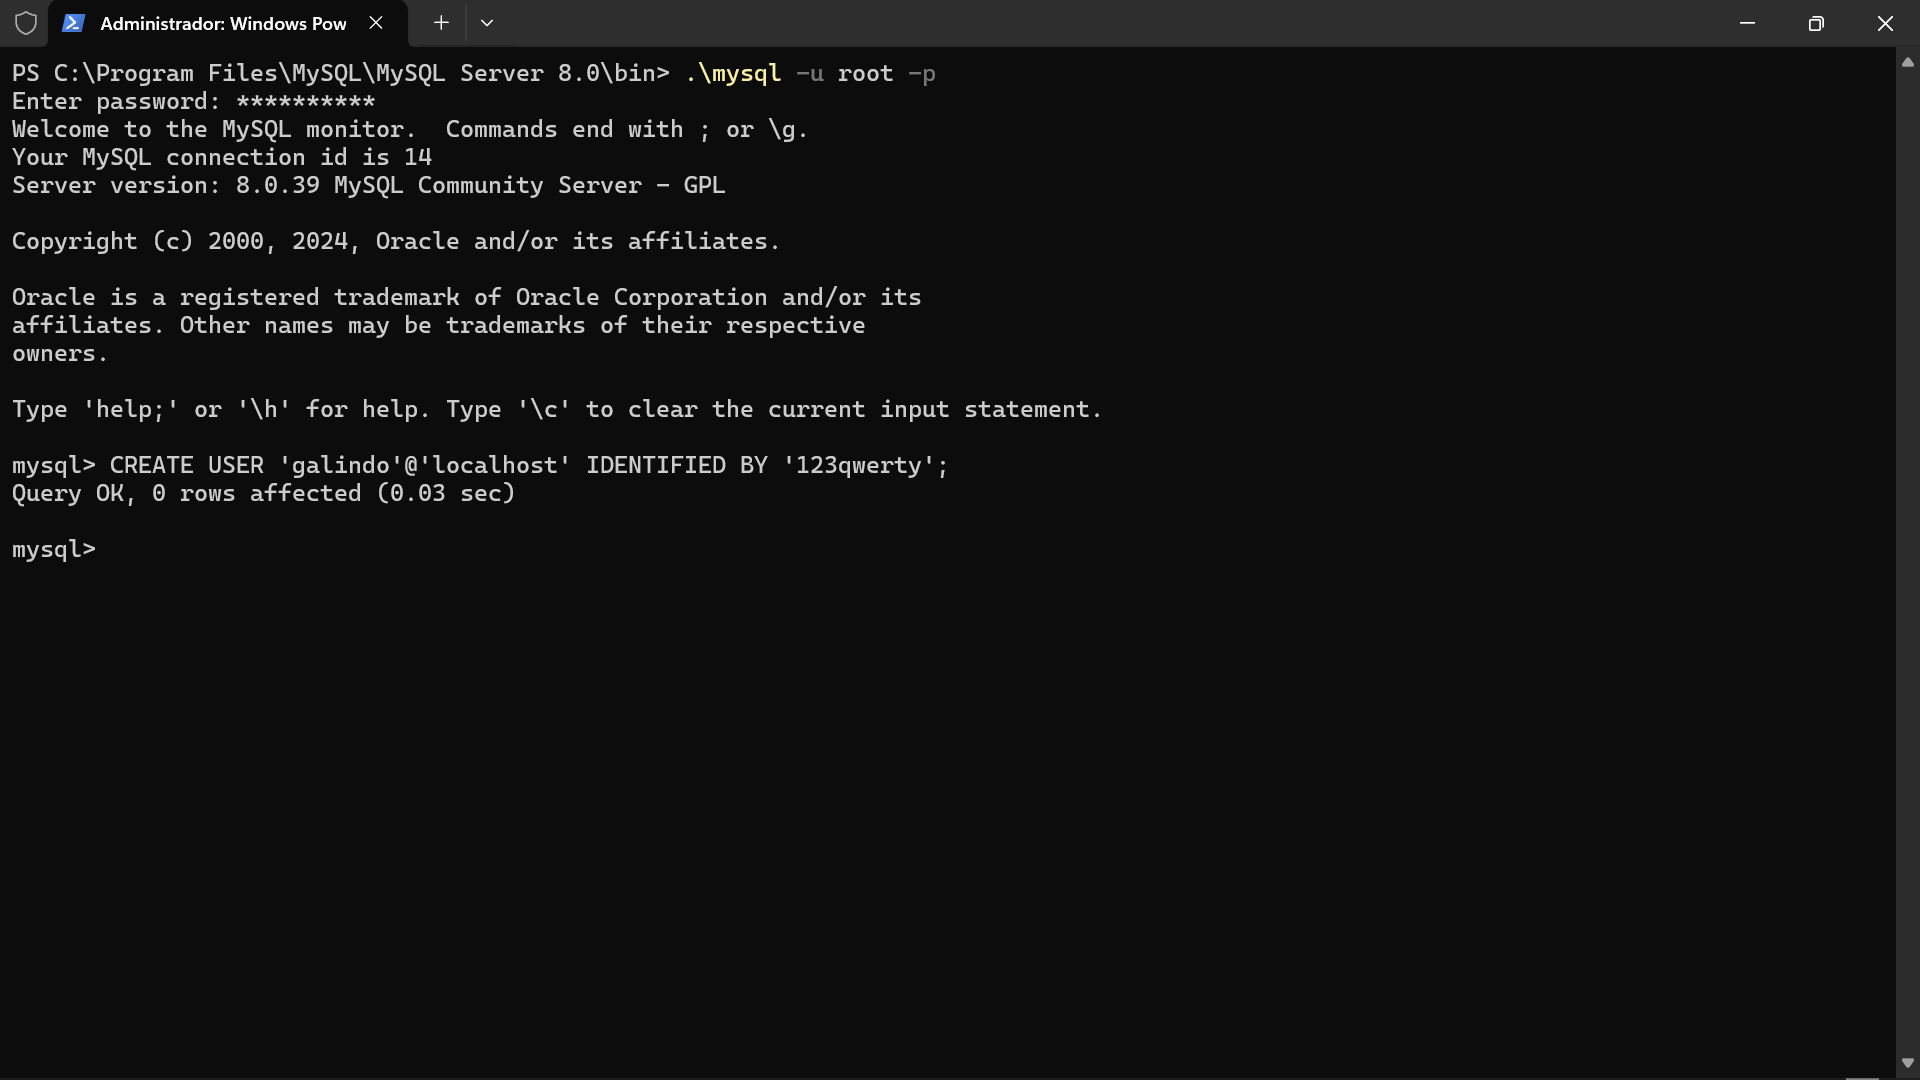 Administrador: Windows Pow
PS C:\Program Files\MySQL\MySQL Server 8.0\bin> .\mysql -u root -p
Enter password: **********
Welcome to the MySQL monitor.  Commands end with ; or \g.
Your MySQL connection id is 14
Server version: 8.0.39 MySQL Community Server - GPL

Copyright (c) 2000, 2024, Oracle and/or its affiliates.

Oracle is a registered trademark of Oracle Corporation and/or its
affiliates. Other names may be trademarks of their respective
owners.

Type 'help;' or '\h' for help. Type '\c' to clear the current input statement.

mysql> CREATE USER 'galindo'@'localhost' IDENTIFIED BY '123qwerty';
Query OK, 0 rows affected (0.03 sec)

mysql>